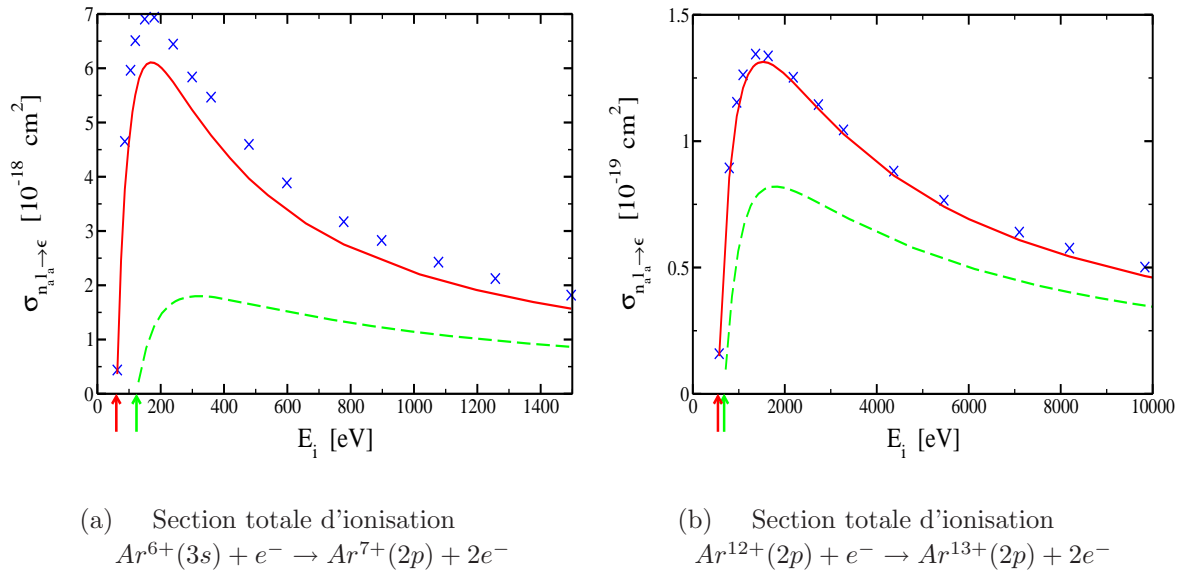 7
6
5
4
3
2
1
0
σ_{n_a l_a→ϵ} [10^{-18} cm^2]
0 200 400 600 800 1000 1200 1400
E_i [eV]
1.5
1
0.5
0
σ_{n_a l_a→ϵ} [10^{-19} cm^2]
0 2000 4000 6000 8000 10000
E_i [eV]
(a) Section totale d'ionisation
Ar^{6+}(3s) + e^- → Ar^{7+}(2p) + 2e^-
(b) Section totale d'ionisation
Ar^{12+}(2p) + e^- → Ar^{13+}(2p) + 2e^-